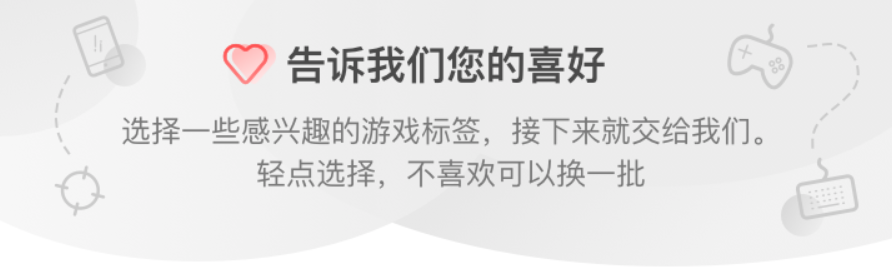 告诉我们您的喜好
选择一些感兴趣的游戏标签，接下来就交给我们。
轻点选择，不喜欢可以换一批